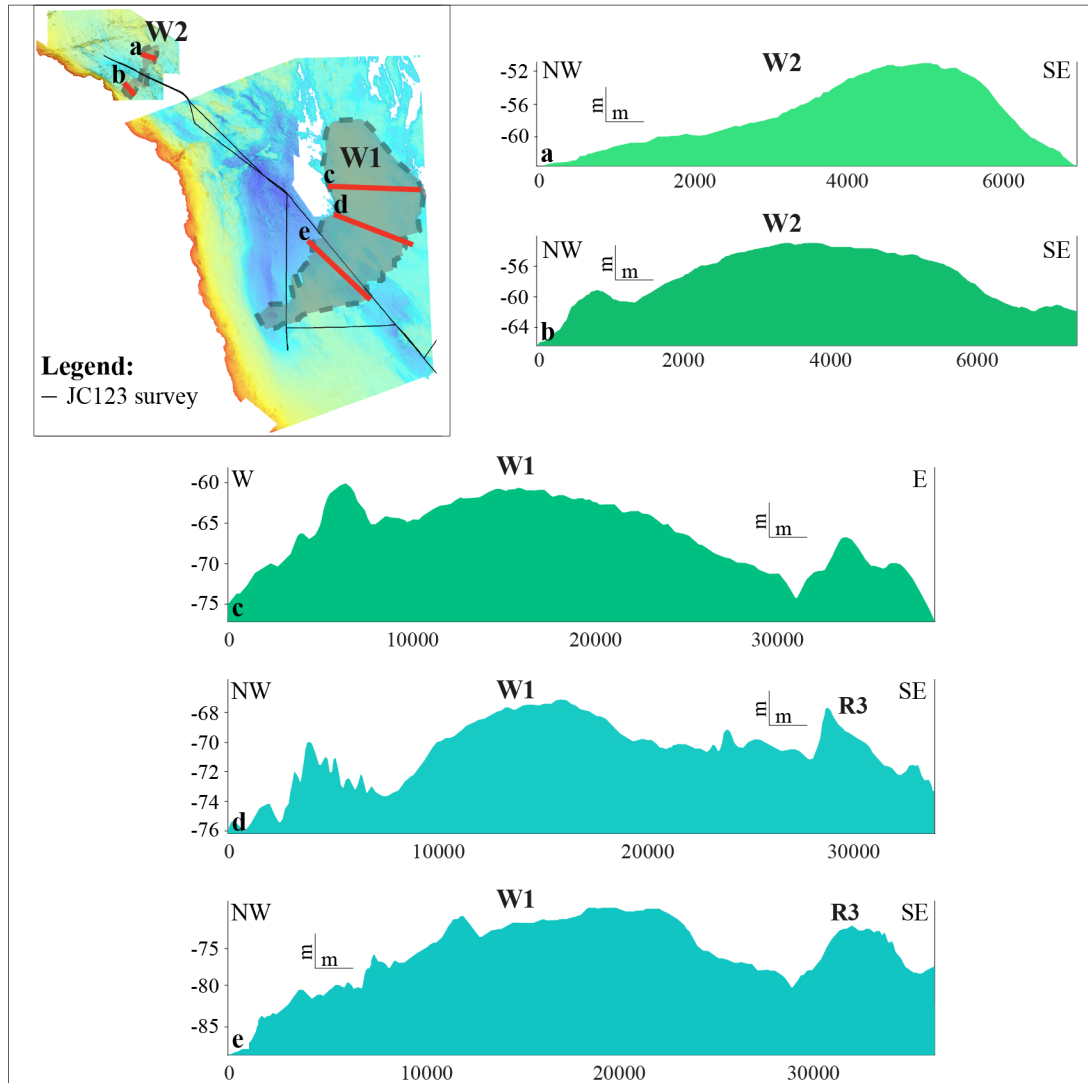 W2
a
b
W1
c
d
e
Legend:
— JC123 survey
NW W2 SE
-52
-56
-60
m
m
a
0 2000 4000 6000
NW W2 SE
-56
-60
-64
m
m
b
0 2000 4000 6000
W W1 E
-60
-65
-70
-75
m
m
c
0 10000 20000 30000
NW W1 SE
R3
-68
-70
-72
-74
-76
m
m
d
0 10000 20000 30000
NW W1 R3 SE
-75
-80
-85
m
m
e
0 10000 20000 30000